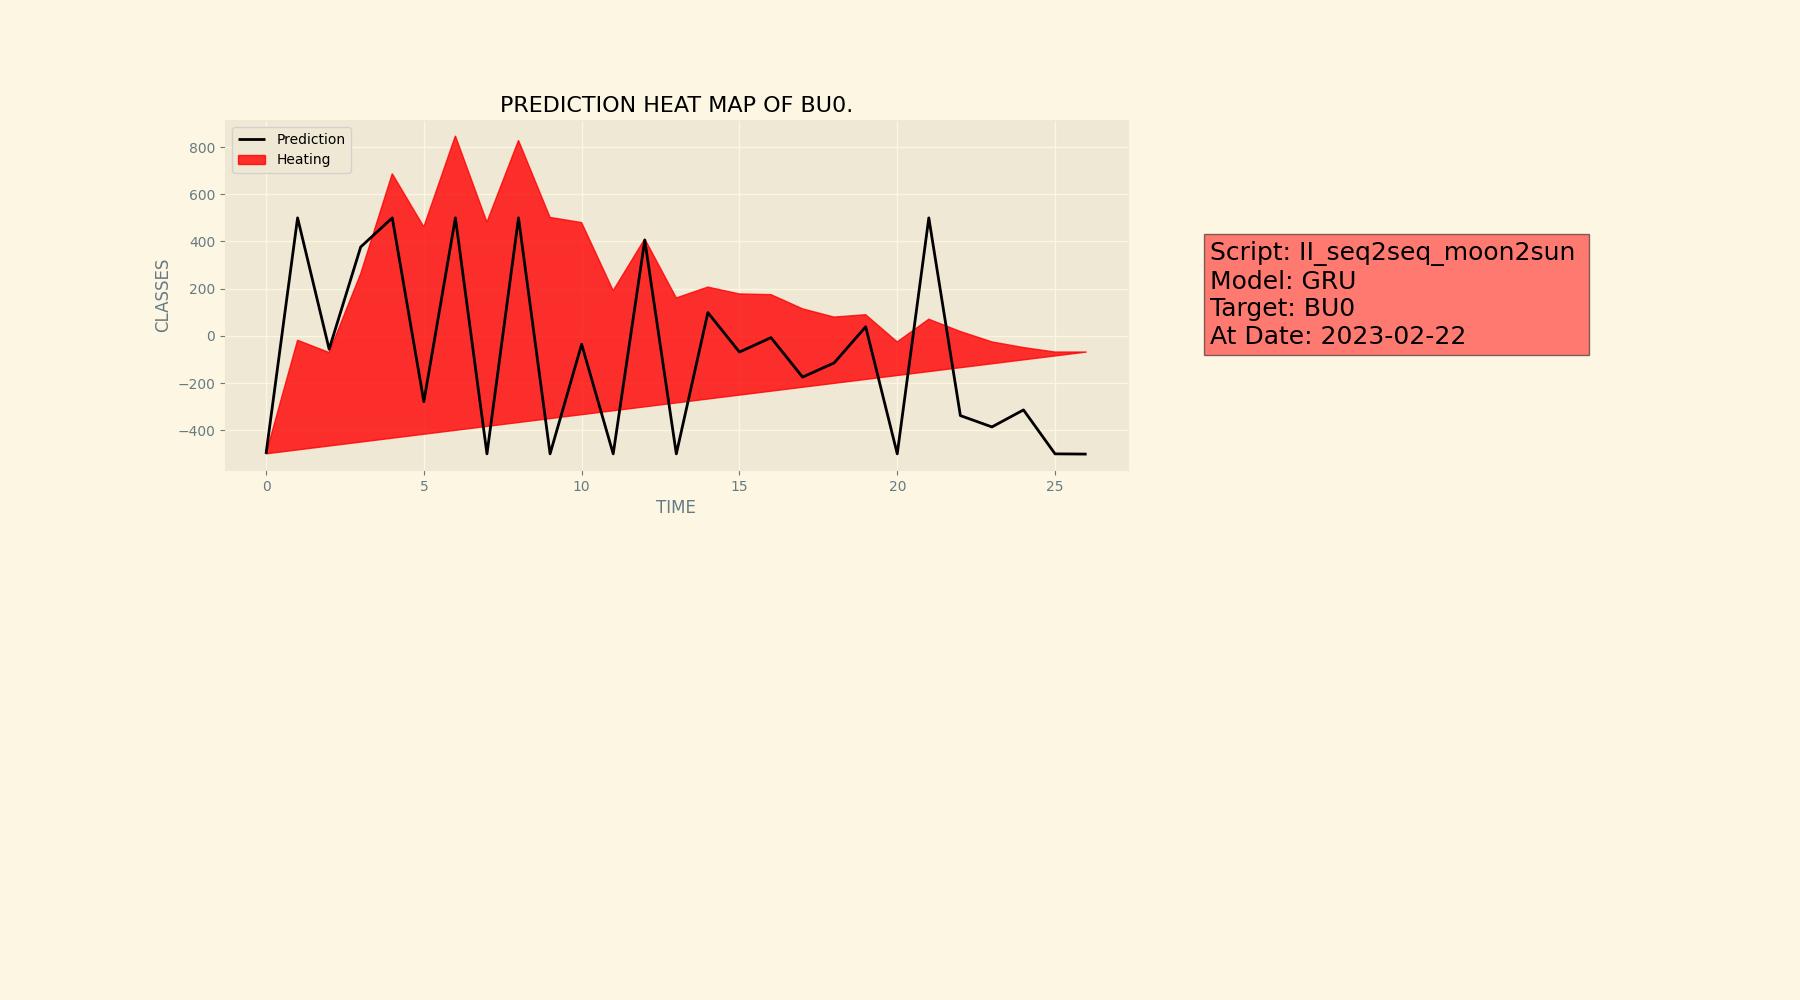 PREDICTION HEAT MAP OF BU0.
Prediction
Heating
800
600
400
200
0
−200
−400
CLASSES
0 5 10 15 20 25
TIME
Script: II_seq2seq_moon2sun
Model: GRU
Target: BU0
At Date: 2023-02-22